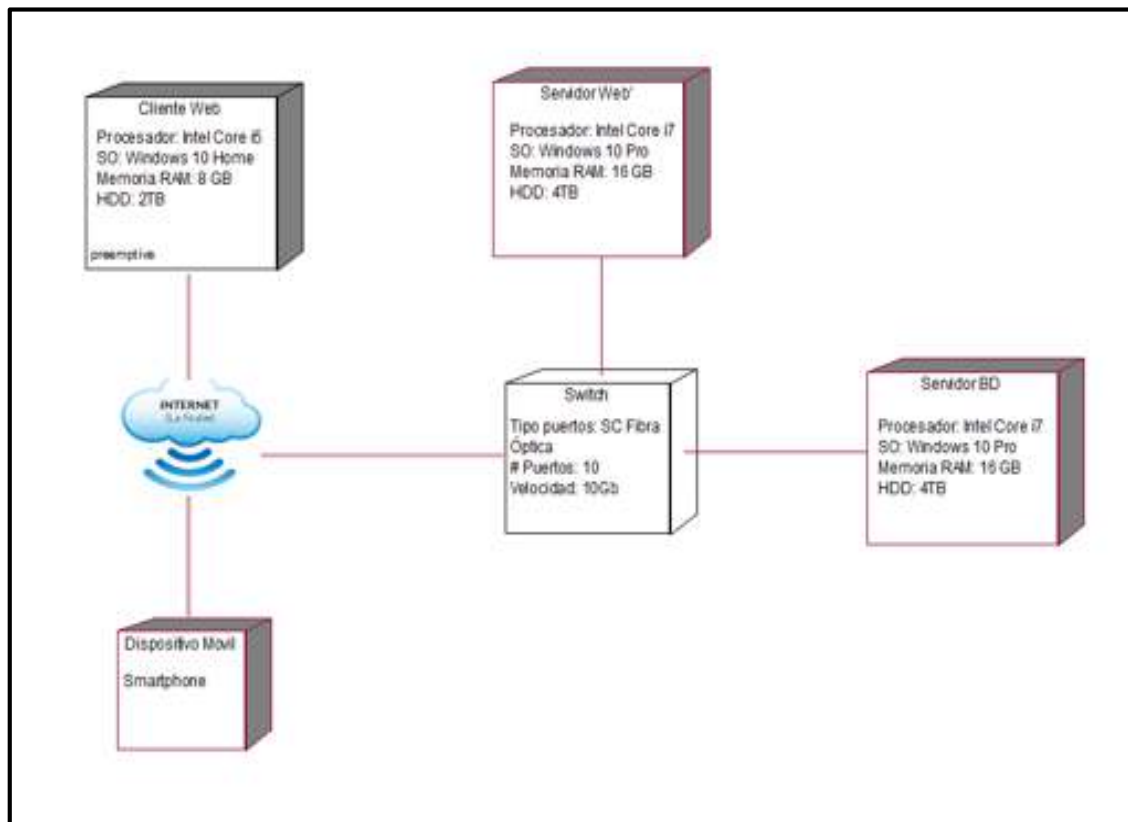 Cliente Web
Procesador: Intel Core i5
SO: Windows 10 Home
Memoria RAM: 8 GB
HDD: 2TB
preemptive
Servidor Web'
Procesador: Intel Core i7
SO: Windows 10 Pro
Memoria RAM: 16 GB
HDD: 4TB
INTERNET
(La Nube)
Switch
Tipo puertos: SC Fibra
Óptica
# Puertos: 10
Velocidad: 10Gb
Servidor BD
Procesador: Intel Core i7
SO: Windows 10 Pro
Memoria RAM: 16 GB
HDD: 4TB
Dispositivo Móvil
Smartphone